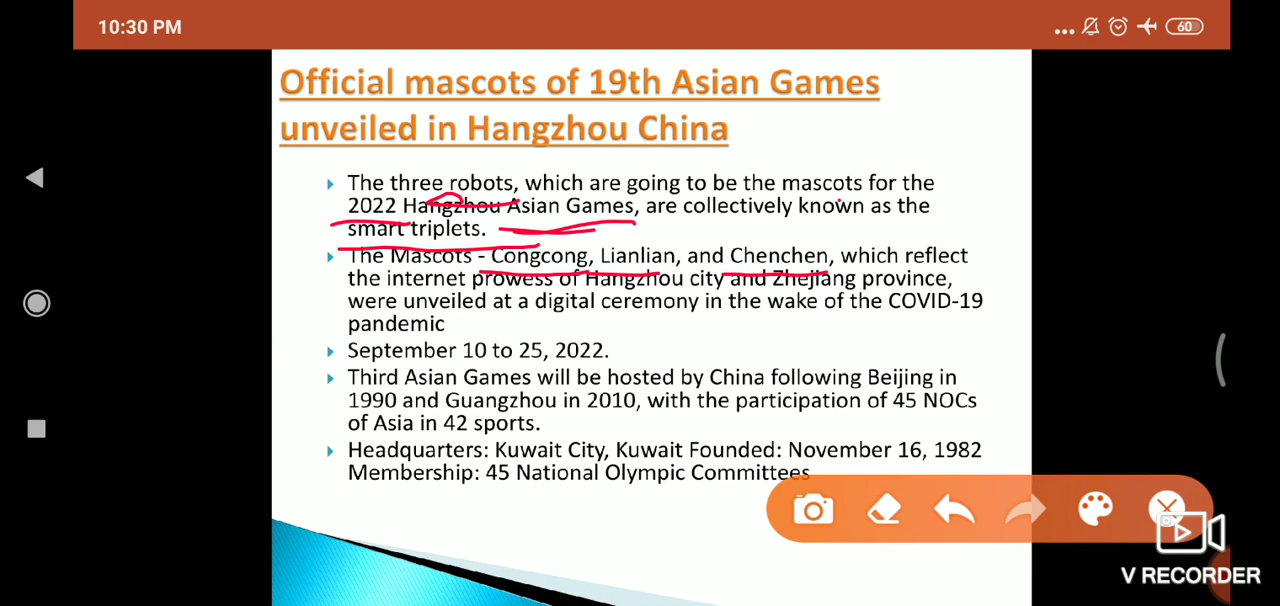 10:30 PM
60
Official mascots of 19th Asian Games
unveiled in Hangzhou China
The three robots, which are going to be the mascots for the
2022 Hangzhou Asian Games, are collectively known as the
smart triplets.
The Mascots - Congcong, Lianlian, and Chenchen, which reflect
the internet prowess of Hangzhou city and Zhejiang province,
were unveiled at a digital ceremony in the wake of the COVID-19
pandemic
September 10 to 25, 2022.
Third Asian Games will be hosted by China following Beijing in
1990 and Guangzhou in 2010, with the participation of 45 NOCs
of Asia in 42 sports.
Headquarters: Kuwait City, Kuwait Founded: November 16, 1982
Membership: 45 National Olympic Committees
V RECORDER